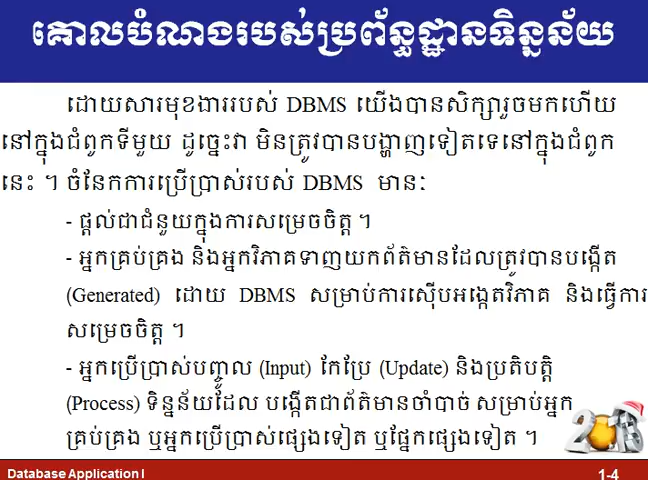 គោលបំណងរបស់ប្រព័ន្ធដ្ឋានទិន្នន័យ
ដោយសារមុខងាររបស់ DBMS យើងបានសិក្សារួចមកហើយ
នៅក្នុងជំពូកទីមួយ ដូច្នេះវា មិនត្រូវបានបង្ហាញទៀតទេនៅក្នុងជំពូក
នេះ ។ ចំនែកការប្រើប្រាស់របស់ DBMS មានៈ
- ផ្តល់ជាជំនួយក្នុងការសម្រេចចិត្ត ។
- អ្នកគ្រប់គ្រង និងអ្នកវិភាគទាញយកព័ត៌មានដែលត្រូវបានបង្កើត
(Generated) ដោយ DBMS សម្រាប់ការស៊ើបអង្កេតវិភាគ និងធ្វើការ
សម្រេចចិត្ត ។
- អ្នកប្រើប្រាស់បញ្ចូល (Input) កែប្រែ (Update) និងប្រតិបត្តិ
(Process) ទិន្នន័យដែល បង្កើតជាព័ត៌មានចាំបាច់ សម្រាប់អ្នក
គ្រប់គ្រង ឬអ្នកប្រើប្រាស់ផ្សេងទៀត ឬផ្នែកផ្សេងទៀត ។
2018
Database Application I
1-4